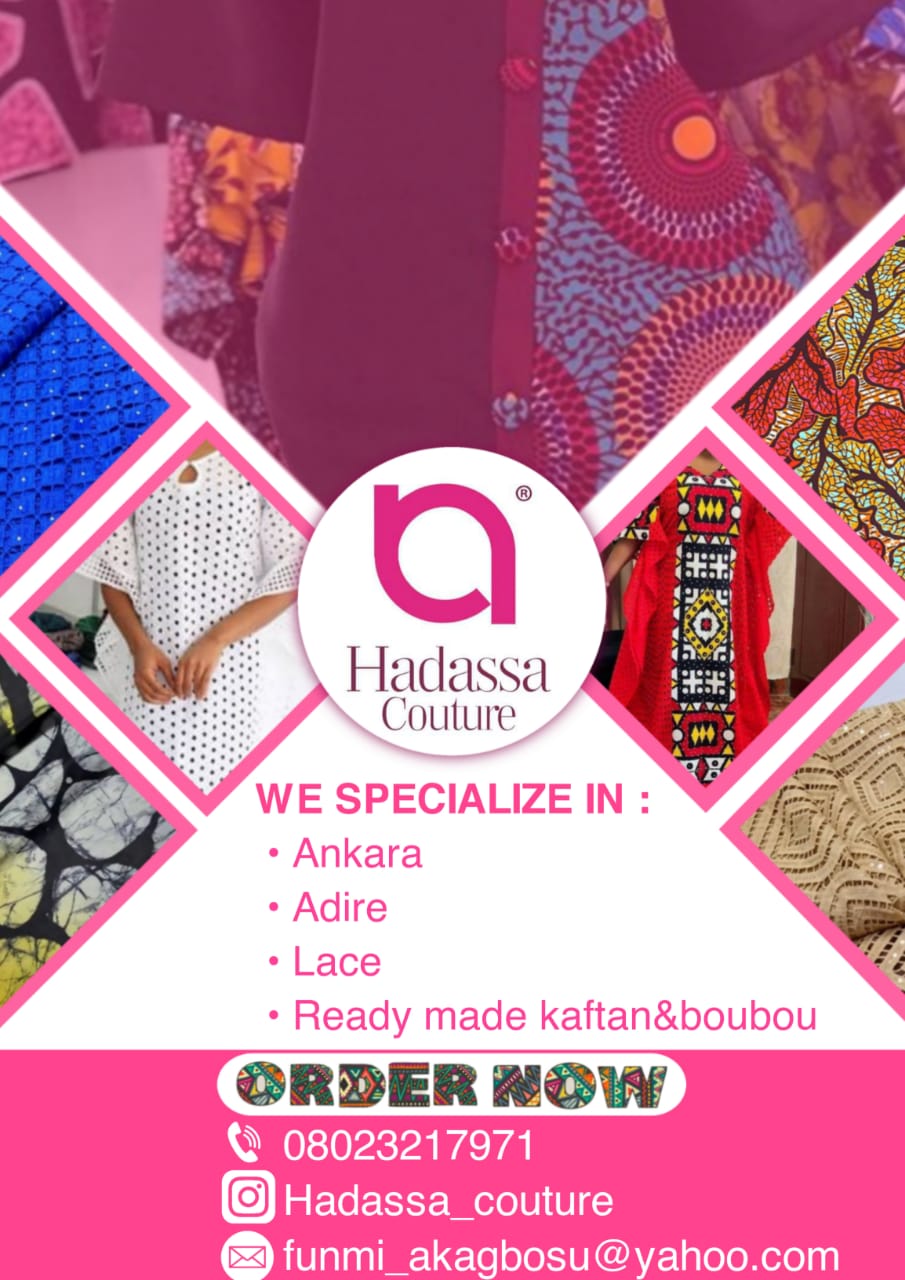 ®
Hadassa
Couture
WE SPECIALIZE IN :
• Ankara
• Adire
• Lace
• Ready made kaftan&boubou
ORDER NOW
08023217971
Hadassa_couture
funmi_akagbosu@yahoo.com